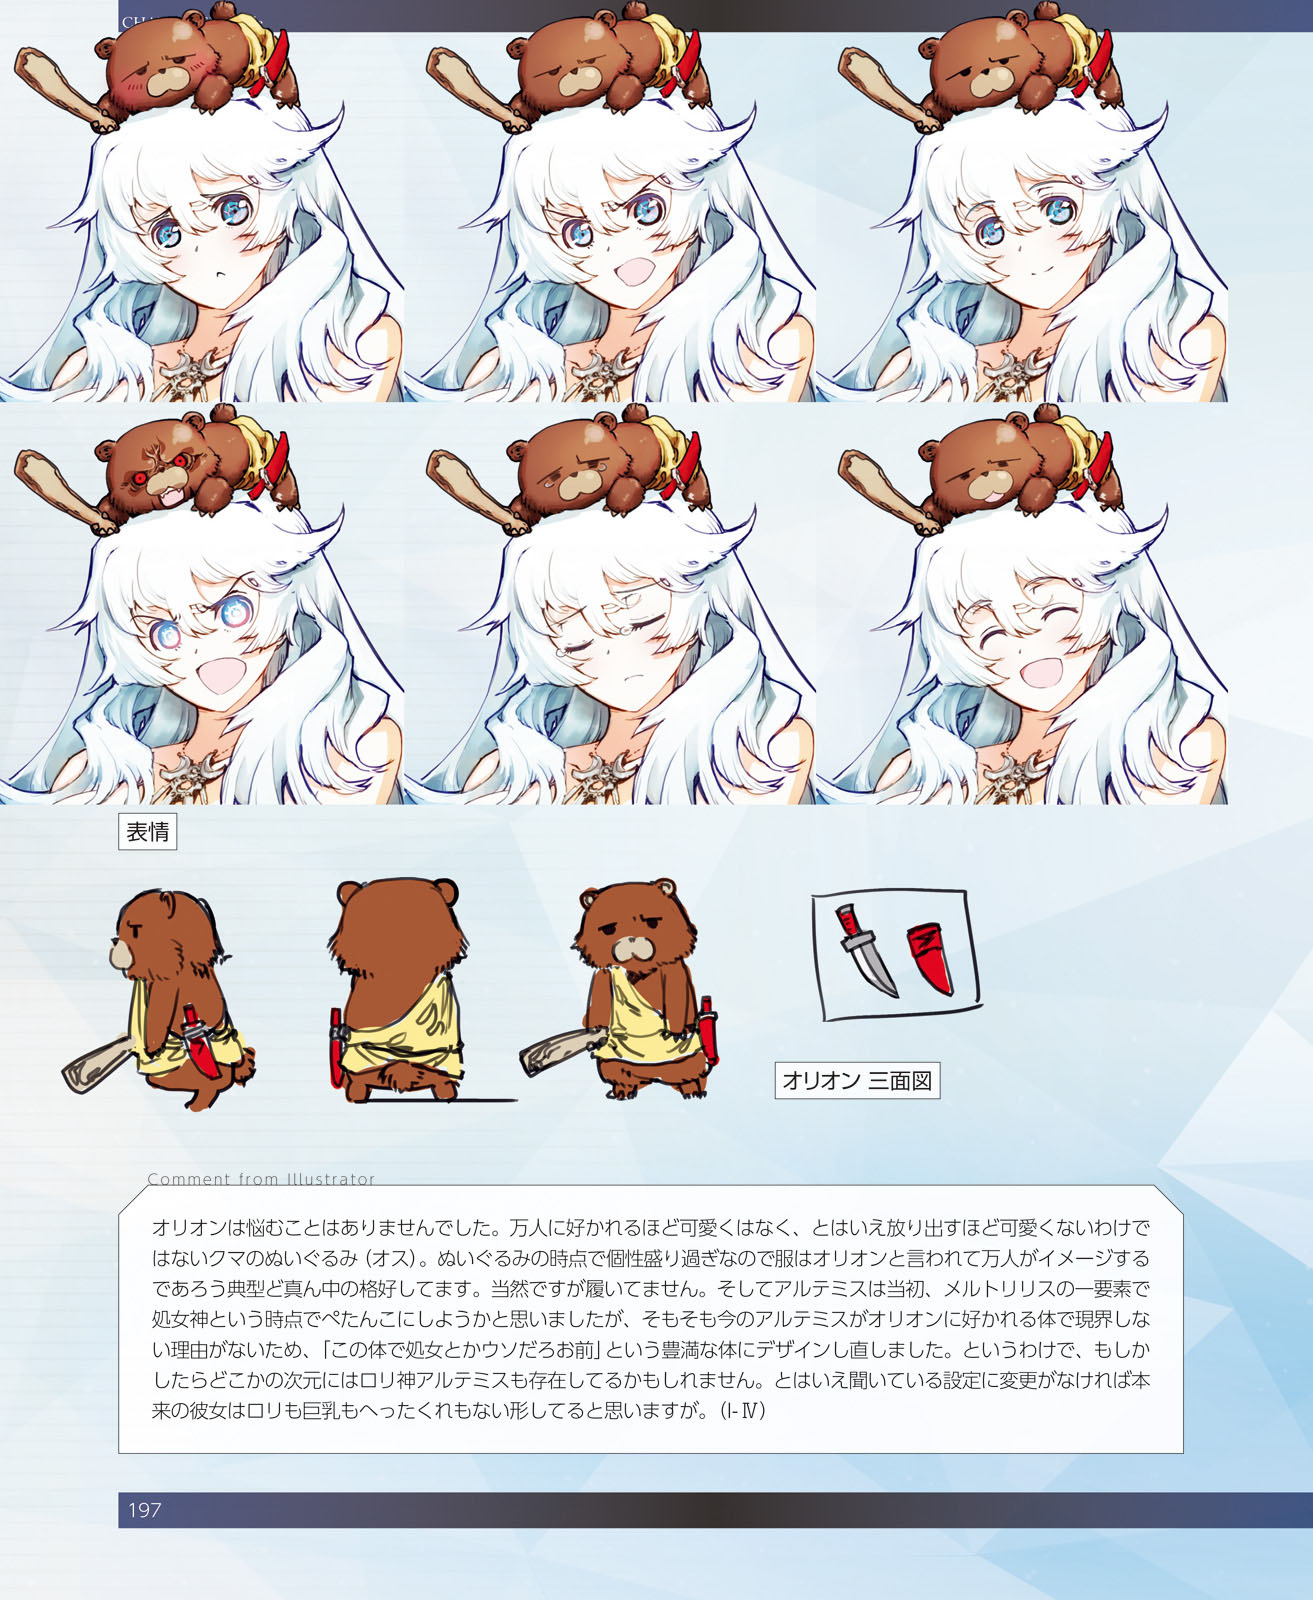 表情
オリオン 三面図
Comment from Illustrator
オリオンは悩むことはありませんでした。万人に好かれるほど可愛くはなく、とはいえ放り出すほど可愛くないわけで
はないクマのぬいぐるみ（オス）。ぬいぐるみの時点で個性盛り過ぎなので服はオリオンと言われて万人がイメージする
であろう典型ど真ん中の格好してます。当然ですが履いてません。そしてアルテミスは当初、メルトリリスの一要素で
処女神という時点でぺたんこにしようかと思いましたが、そもそも今のアルテミスがオリオンに好かれる体で現界しな
い理由がないため、「この体で処女とかウソだろお前」という豊満な体にデザインし直しました。というわけで、もしか
したらどこかの次元にはロリ神アルテミスも存在してるかもしれません。とはいえ聞いている設定に変更がなければ本
来の彼女はロリも巨乳もへったくれもない形してると思いますが。（I-Ⅳ）
197